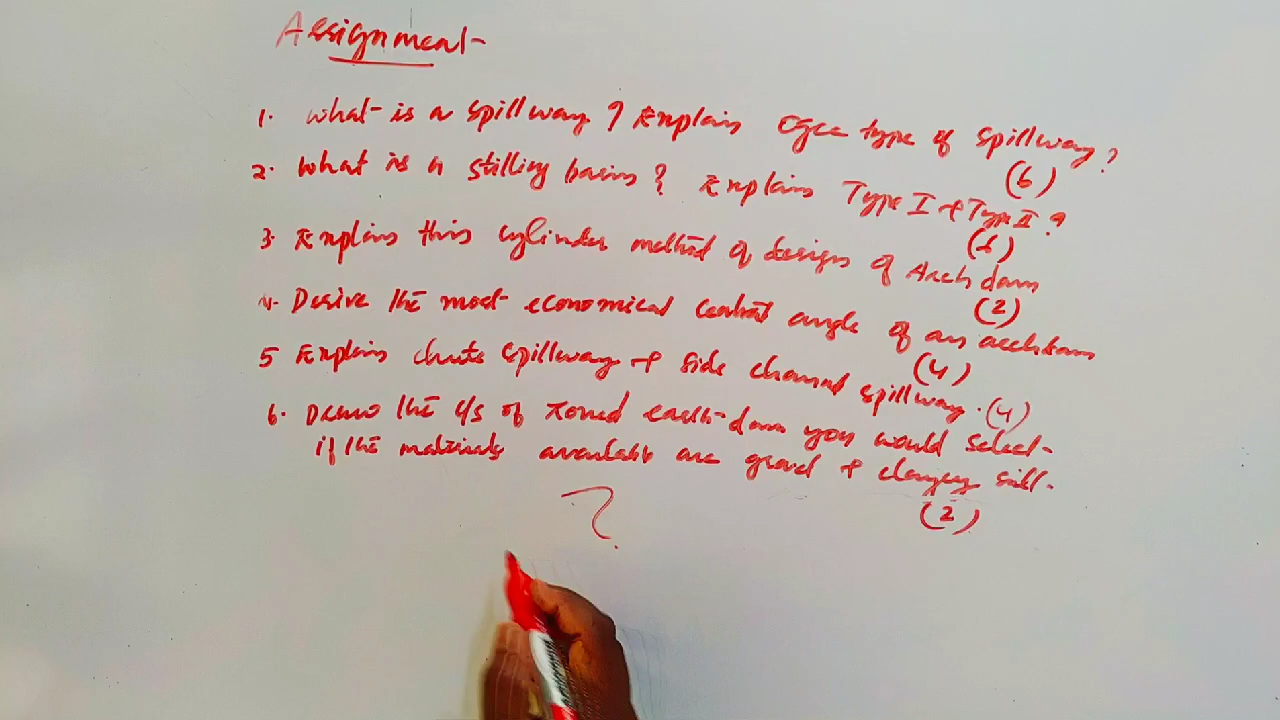 Assignment
1. What is a spillway? Explain Ogee type of spillway?
(6)
2. What is a stilling basin? Explain Type I & Type II?
(6)
3. Explain thin cylinder method of design of Arch dam
(2)
4. Derive the most economical central angle of an arch dam
(4)
5 Explain chute spillway & side channel spillway. (4)
6. Draw the c/s of zoned earth dam you would select
if the materials available are gravel & clayey silt.
(2)
?